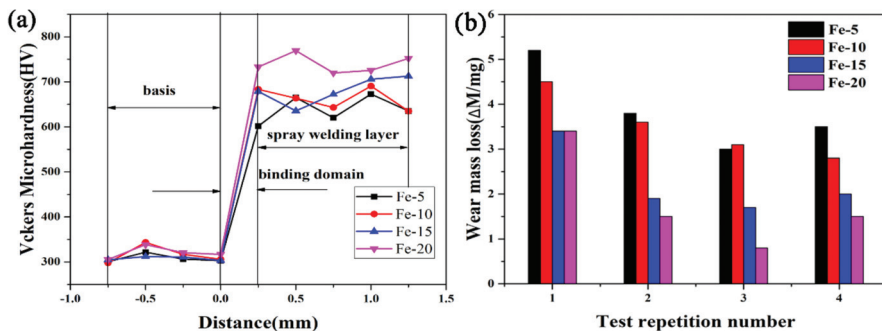 (a)
Vckers Microhardness(HV)
800
700
600
500
400
300
basis
spray welding layer
binding domain
Fe-5
Fe-10
Fe-15
Fe-20
-1.0
-0.5
0.0
0.5
1.0
1.5
Distance(mm)
(b)
Wear mass loss(ΔM/mg)
6
5
4
3
2
1
0
Fe-5
Fe-10
Fe-15
Fe-20
1
2
3
4
Test repetition number